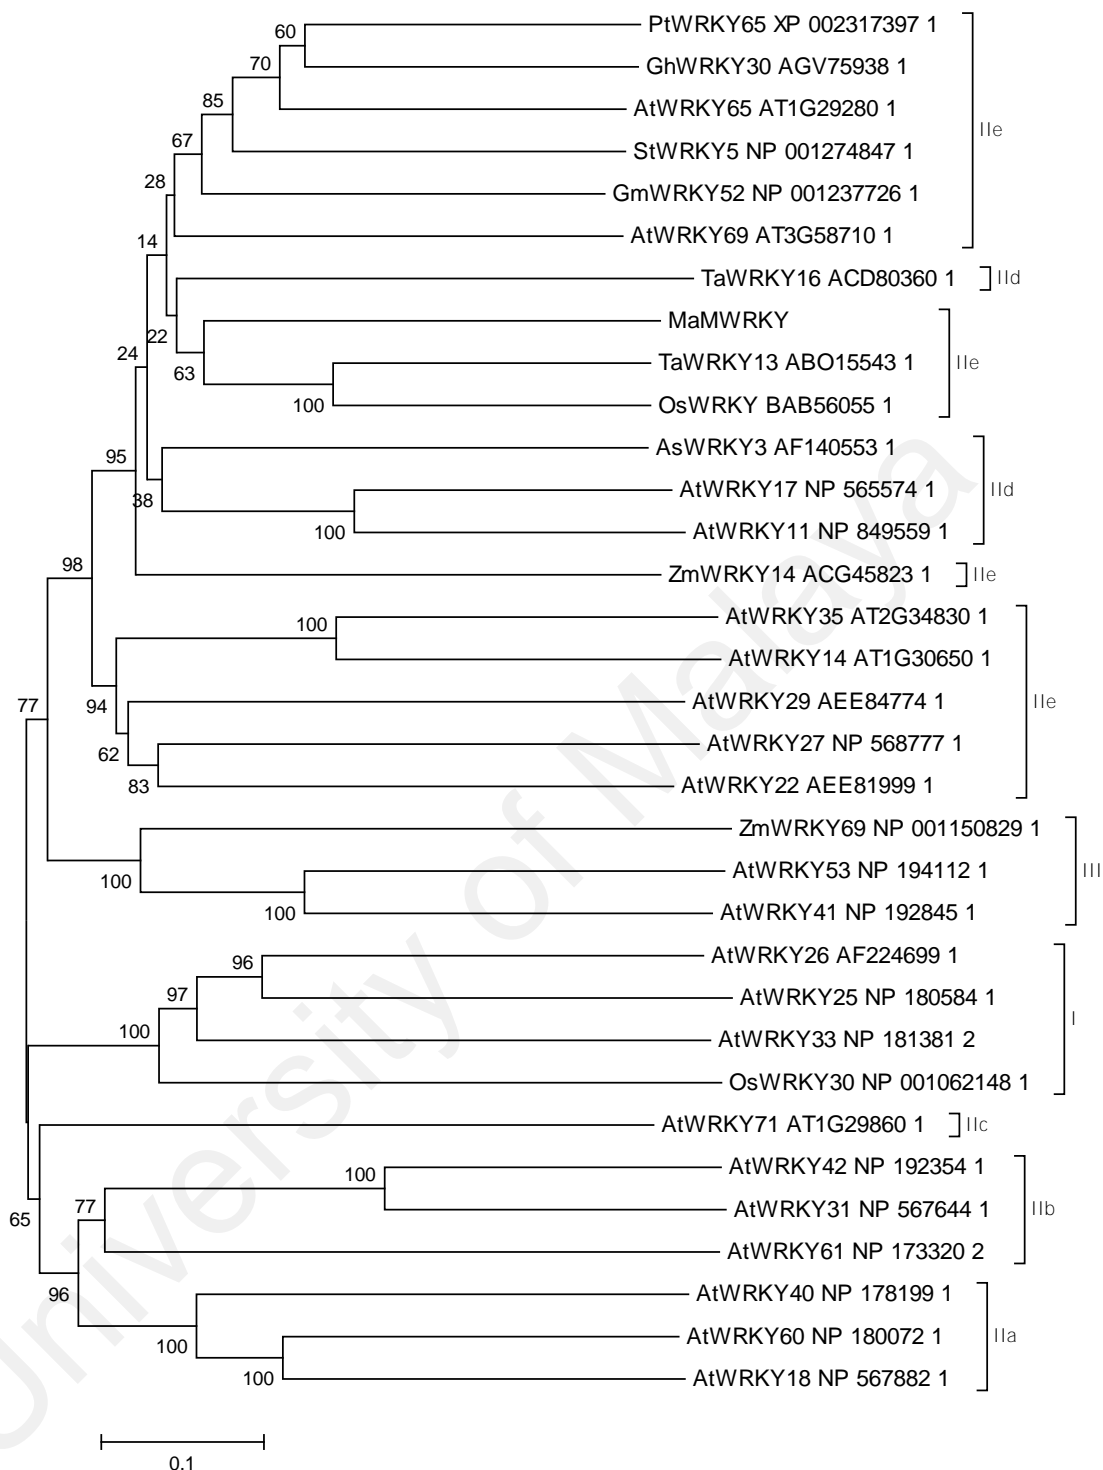 PtWRKY65 XP 002317397 1
60
GhWRKY30 AGV75938 1
70
AtWRKY65 AT1G29280 1
85
IIe
StWRKY5 NP 001274847 1
67
GmWRKY52 NP 001237726 1
28
AtWRKY69 AT3G58710 1
14
TaWRKY16 ACD80360 1
IId
MaMWRKY
22
24
TaWRKY13 ABO15543 1
IIe
63
OsWRKY BAB56055 1
100
AsWRKY3 AF140553 1
95
AtWRKY17 NP 565574 1
IId
38
AtWRKY11 NP 849559 1
100
98
ZmWRKY14 ACG45823 1
IIe
AtWRKY35 AT2G34830 1
100
AtWRKY14 AT1G30650 1
AtWRKY29 AEE84774 1
IIe
77
94
AtWRKY27 NP 568777 1
62
AtWRKY22 AEE81999 1
83
ZmWRKY69 NP 001150829 1
AtWRKY53 NP 194112 1
III
100
AtWRKY41 NP 192845 1
100
AtWRKY26 AF224699 1
96
AtWRKY25 NP 180584 1
97
I
AtWRKY33 NP 181381 2
100
OsWRKY30 NP 001062148 1
AtWRKY71 AT1G29860 1
IIc
AtWRKY42 NP 192354 1
100
AtWRKY31 NP 567644 1
IIb
77
65
AtWRKY61 NP 173320 2
AtWRKY40 NP 178199 1
96
AtWRKY60 NP 180072 1
IIa
100
AtWRKY18 NP 567882 1
100
0.1
University of Malaya